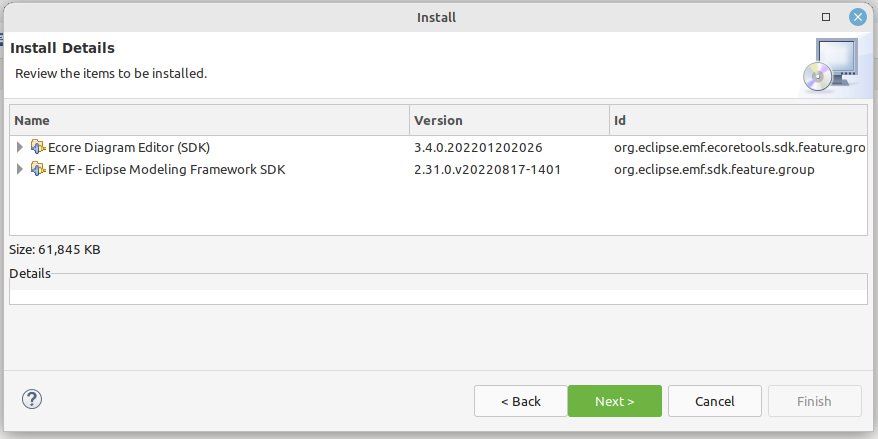 Install
Install Details
Review the items to be installed.
Name Version Id
Ecore Diagram Editor (SDK) 3.4.0.202201202026 org.eclipse.emf.ecoretools.sdk.feature.gro
EMF - Eclipse Modeling Framework SDK 2.31.0.v20220817-1401 org.eclipse.emf.sdk.feature.group
Size: 61,845 KB
Details
? < Back Next > Cancel Finish